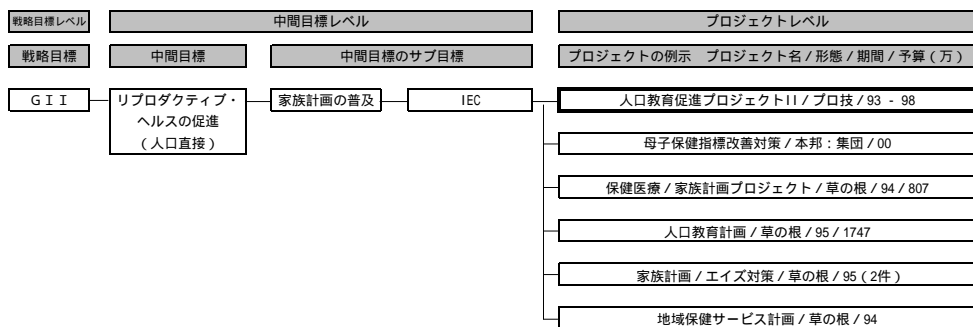 戦略目標レベル
中間目標レベル
プロジェクトレベル
戦略目標
中間目標
中間目標のサブ目標
プロジェクトの例示　プロジェクト名 / 形態 / 期間 / 予算（万）
ＧＩＩ
リプロダクティブ・
ヘルスの促進
（人口直接）
家族計画の普及
IEC
人口教育促進プロジェクトII / プロ技 / 93 - 98
母子保健指標改善対策 / 本邦：集団 / 00
保健医療 / 家族計画プロジェクト / 草の根 / 94 / 807
人口教育計画 / 草の根 / 95 / 1747
家族計画 / エイズ対策 / 草の根 / 95（2件）
地域保健サービス計画 / 草の根 / 94